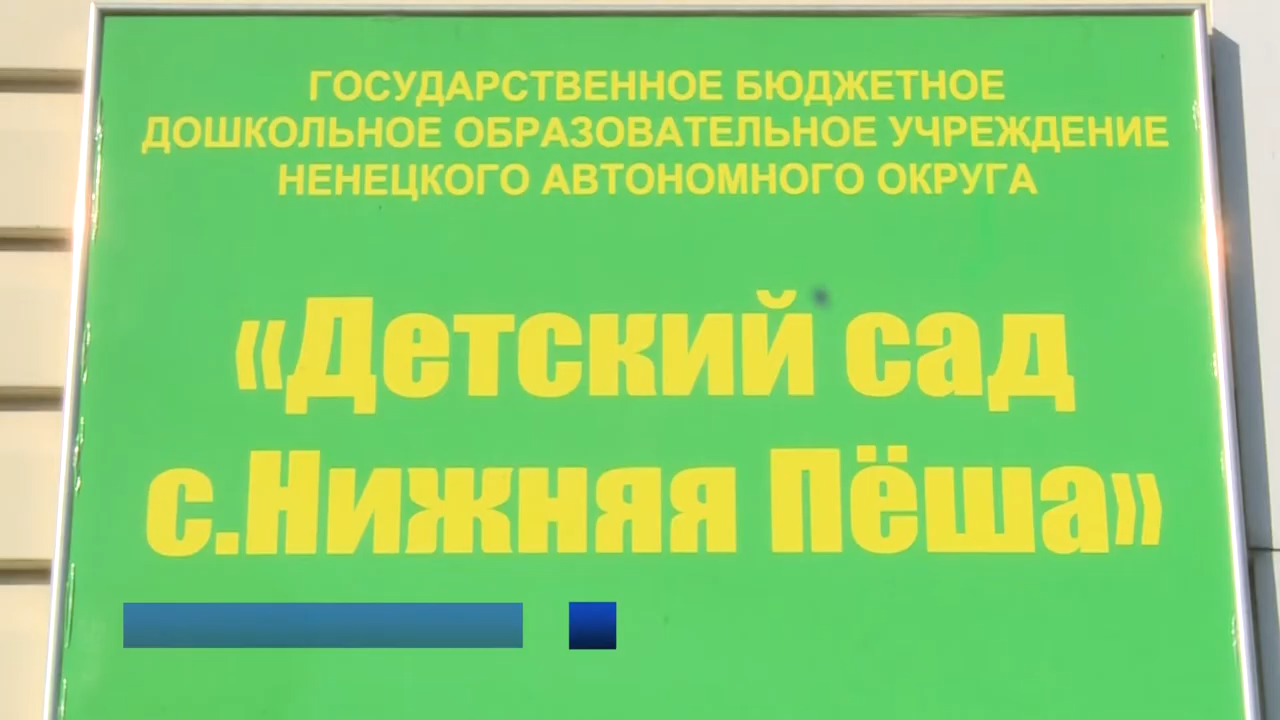 ГОСУДАРСТВЕННОЕ БЮДЖЕТНОЕ
ДОШКОЛЬНОЕ ОБРАЗОВАТЕЛЬНОЕ УЧРЕЖДЕНИЕ
НЕНЕЦКОГО АВТОНОМНОГО ОКРУГА
«Детский сад
с.Нижняя Пёша»